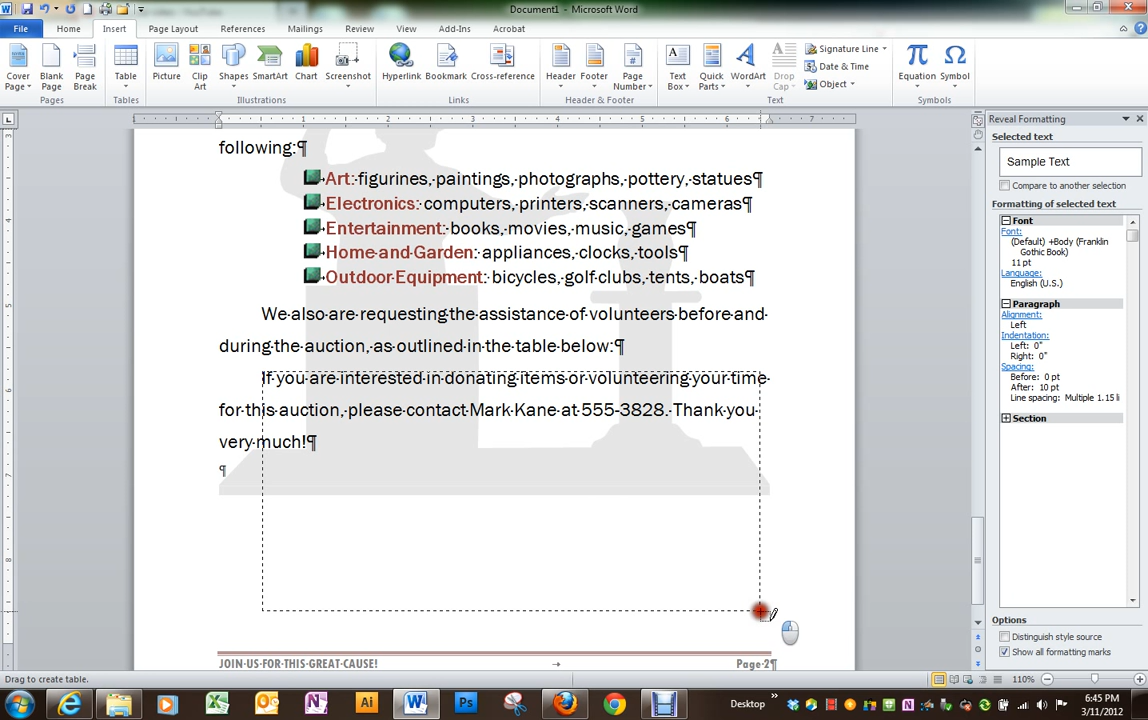 Document1 - Microsoft Word
File Home Insert Page Layout References Mailings Review View Add-Ins Acrobat
Cover Page Blank Page Page Break Table Picture Clip Art Shapes SmartArt Chart Screenshot Hyperlink Bookmark Cross-reference Header Footer Page Number Text Box Quick Parts WordArt Drop Cap Signature Line Date & Time Object Equation Symbol
Pages Tables Illustrations Links Header & Footer Text Symbols
1 1 2 3 4 5 6 7
following:¶
Art:·figurines,·paintings,·photographs,·pottery,·statues¶
Electronics:·computers,·printers,·scanners,·cameras¶
Entertainment:·books,·movies,·music,·games¶
Home·and·Garden:·appliances,·clocks,·tools¶
Outdoor·Equipment:·bicycles,·golf·clubs,·tents,·boats¶
We·also·are·requesting·the·assistance·of·volunteers·before·and·
during·the·auction,·as·outlined·in·the·table·below:¶
If·you·are·interested·in·donating·items·or·volunteering·your·time·
for·this·auction,·please·contact·Mark·Kane·at·555-3828.·Thank·you·
very·much!¶
¶
JOIN·US·FOR·THIS·GREAT·CAUSE! → Page·2¶
Reveal Formatting
Selected text
Sample Text
Compare to another selection
Formatting of selected text
Font
Font:
(Default) +Body (Franklin
Gothic Book)
11 pt
Language:
English (U.S.)
Paragraph
Alignment:
Left
Indentation:
Left: 0"
Right: 0"
Spacing:
Before: 0 pt
After: 10 pt
Line spacing: Multiple 1.15 li
Section
Options
Distinguish style source
Show all formatting marks
Drag to create table.
110%
Desktop
6:45 PM
3/11/2012